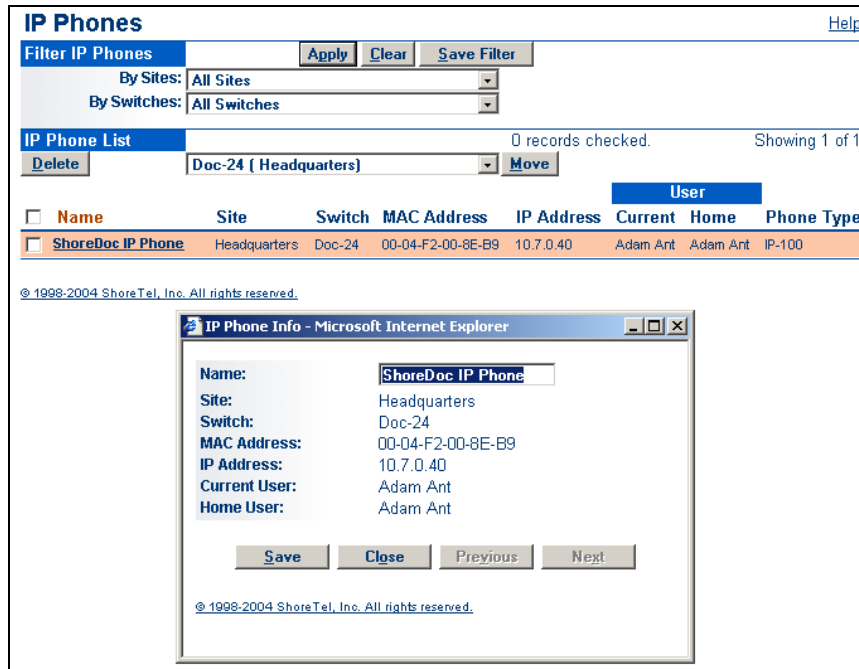 IP Phones Help
Filter IP Phones Apply Clear Save Filter
By Sites: All Sites
By Switches: All Switches
IP Phone List 0 records checked. Showing 1 of 1
Delete Doc-24 ( Headquarters) Move
User
Name Site Switch MAC Address IP Address Current Home Phone Type
ShoreDoc IP Phone Headquarters Doc-24 00-04-F2-00-8E-B9 10.7.0.40 Adam Ant Adam Ant IP-100
© 1998-2004 ShoreTel, Inc. All rights reserved.
IP Phone Info - Microsoft Internet Explorer
Name: ShoreDoc IP Phone
Site: Headquarters
Switch: Doc-24
MAC Address: 00-04-F2-00-8E-B9
IP Address: 10.7.0.40
Current User: Adam Ant
Home User: Adam Ant
Save Close Previous Next
© 1998-2004 ShoreTel, Inc. All rights reserved.